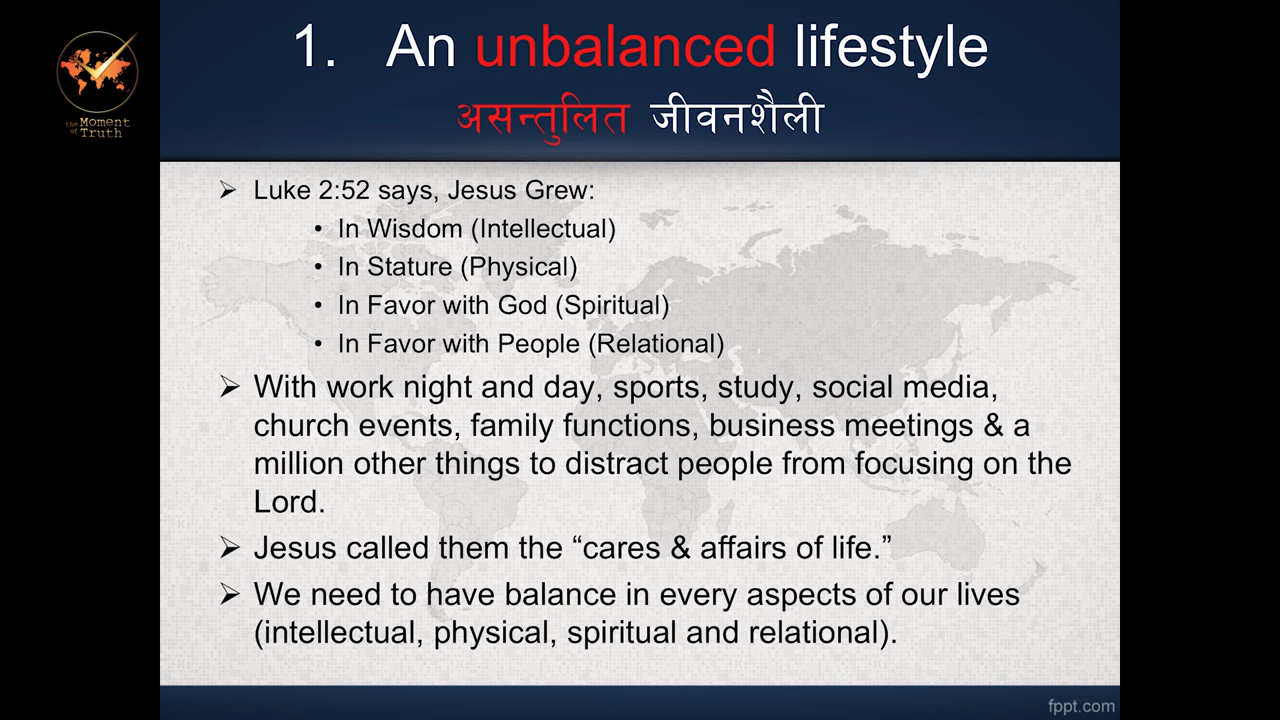 the Moment
of Truth
1. An unbalanced lifestyle
असन्तुलित जीवनशैली
➢ Luke 2:52 says, Jesus Grew:
• In Wisdom (Intellectual)
• In Stature (Physical)
• In Favor with God (Spiritual)
• In Favor with People (Relational)
➢ With work night and day, sports, study, social media,
church events, family functions, business meetings & a
million other things to distract people from focusing on the
Lord.
➢ Jesus called them the “cares & affairs of life.”
➢ We need to have balance in every aspects of our lives
(intellectual, physical, spiritual and relational).
fppt.com